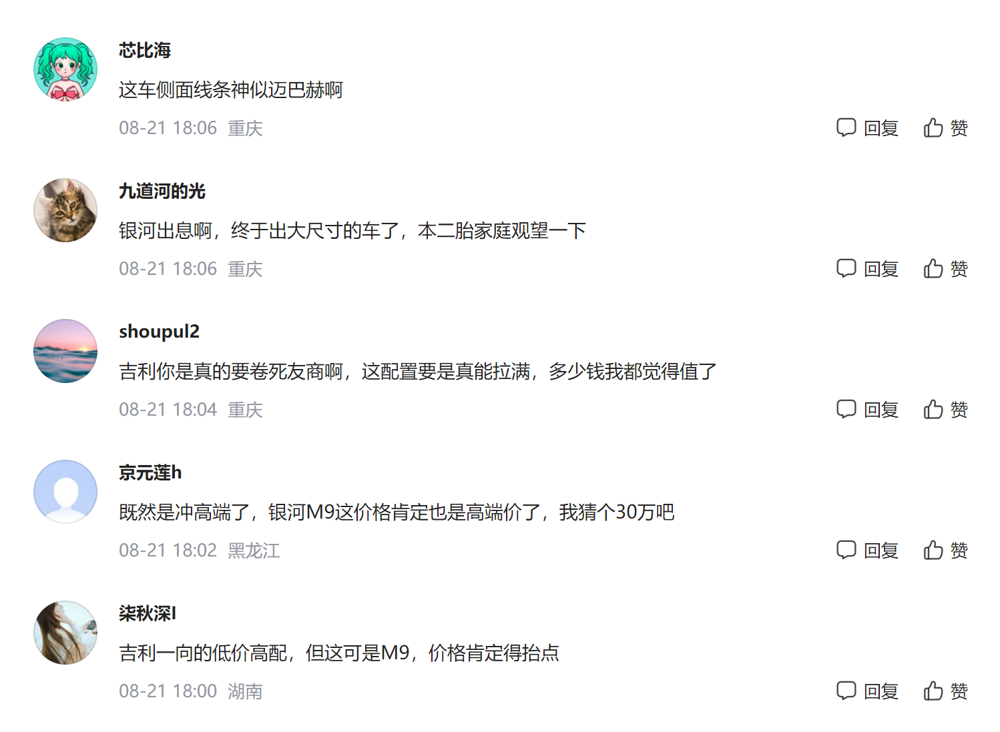 芯比海
这车侧面线条神似迈巴赫啊
08-21 18:06 重庆 回复 赞
九道河的光
银河出息啊，终于出大尺寸的车了，本二胎家庭观望一下
08-21 18:06 重庆 回复 赞
shoupul2
吉利你是真的要卷死友商啊，这配置要是真能拉满，多少钱我都觉得值了
08-21 18:04 重庆 回复 赞
京元莲h
既然是冲高端了，银河M9这价格肯定也是高端价了，我猜个30万吧
08-21 18:02 黑龙江 回复 赞
柒秋深l
吉利一向的低价高配，但这可是M9，价格肯定得抬点
08-21 18:00 湖南 回复 赞